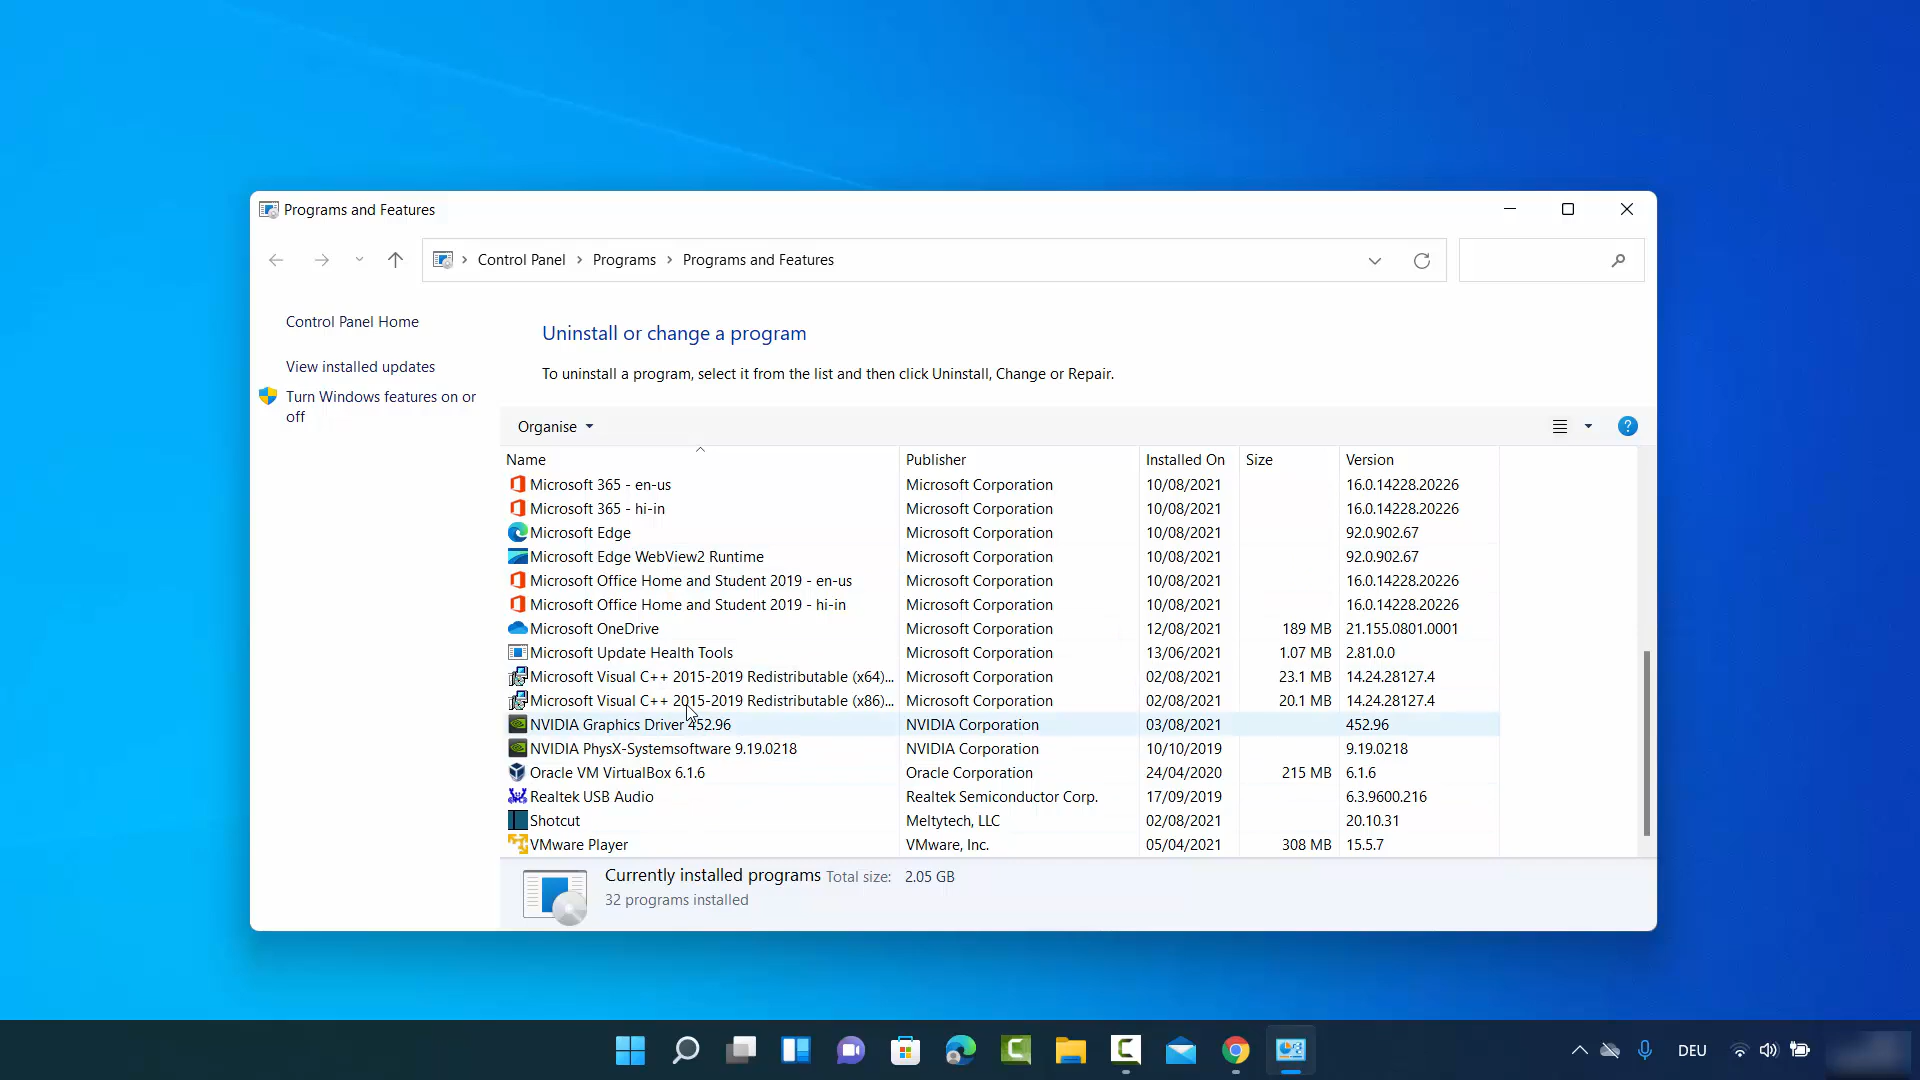 Programs and Features
Control Panel > Programs > Programs and Features
Control Panel Home
View installed updates
Turn Windows features on or
off
Uninstall or change a program
To uninstall a program, select it from the list and then click Uninstall, Change or Repair.
Organise
Name Publisher Installed On Size Version
Microsoft 365 - en-us Microsoft Corporation 10/08/2021 16.0.14228.20226
Microsoft 365 - hi-in Microsoft Corporation 10/08/2021 16.0.14228.20226
Microsoft Edge Microsoft Corporation 10/08/2021 92.0.902.67
Microsoft Edge WebView2 Runtime Microsoft Corporation 10/08/2021 92.0.902.67
Microsoft Office Home and Student 2019 - en-us Microsoft Corporation 10/08/2021 16.0.14228.20226
Microsoft Office Home and Student 2019 - hi-in Microsoft Corporation 10/08/2021 16.0.14228.20226
Microsoft OneDrive Microsoft Corporation 12/08/2021 189 MB 21.155.0801.0001
Microsoft Update Health Tools Microsoft Corporation 13/06/2021 1.07 MB 2.81.0.0
Microsoft Visual C++ 2015-2019 Redistributable (x64)... Microsoft Corporation 02/08/2021 23.1 MB 14.24.28127.4
Microsoft Visual C++ 2015-2019 Redistributable (x86)... Microsoft Corporation 02/08/2021 20.1 MB 14.24.28127.4
NVIDIA Graphics Driver 452.96 NVIDIA Corporation 03/08/2021 452.96
NVIDIA PhysX-Systemsoftware 9.19.0218 NVIDIA Corporation 10/10/2019 9.19.0218
Oracle VM VirtualBox 6.1.6 Oracle Corporation 24/04/2020 215 MB 6.1.6
Realtek USB Audio Realtek Semiconductor Corp. 17/09/2019 6.3.9600.216
Shotcut Meltytech, LLC 02/08/2021 20.10.31
VMware Player VMware, Inc. 05/04/2021 308 MB 15.5.7
Currently installed programs Total size: 2.05 GB
32 programs installed
DEU